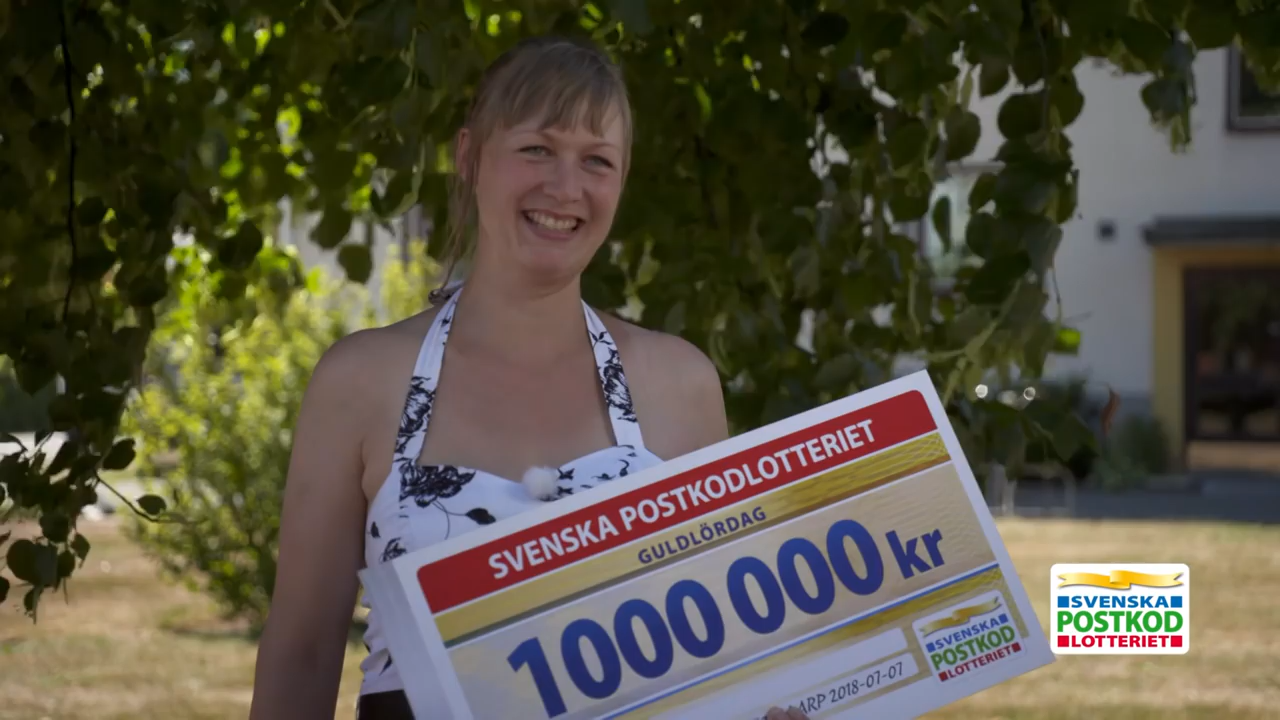 SVENSKA POSTKODLOTTERIET
GULDLÖRDAG
1000 000 kr
2018-07-07
SVENSKA
POSTKOD
LOTTERIET
SVENSKA
POSTKOD
LOTTERIET